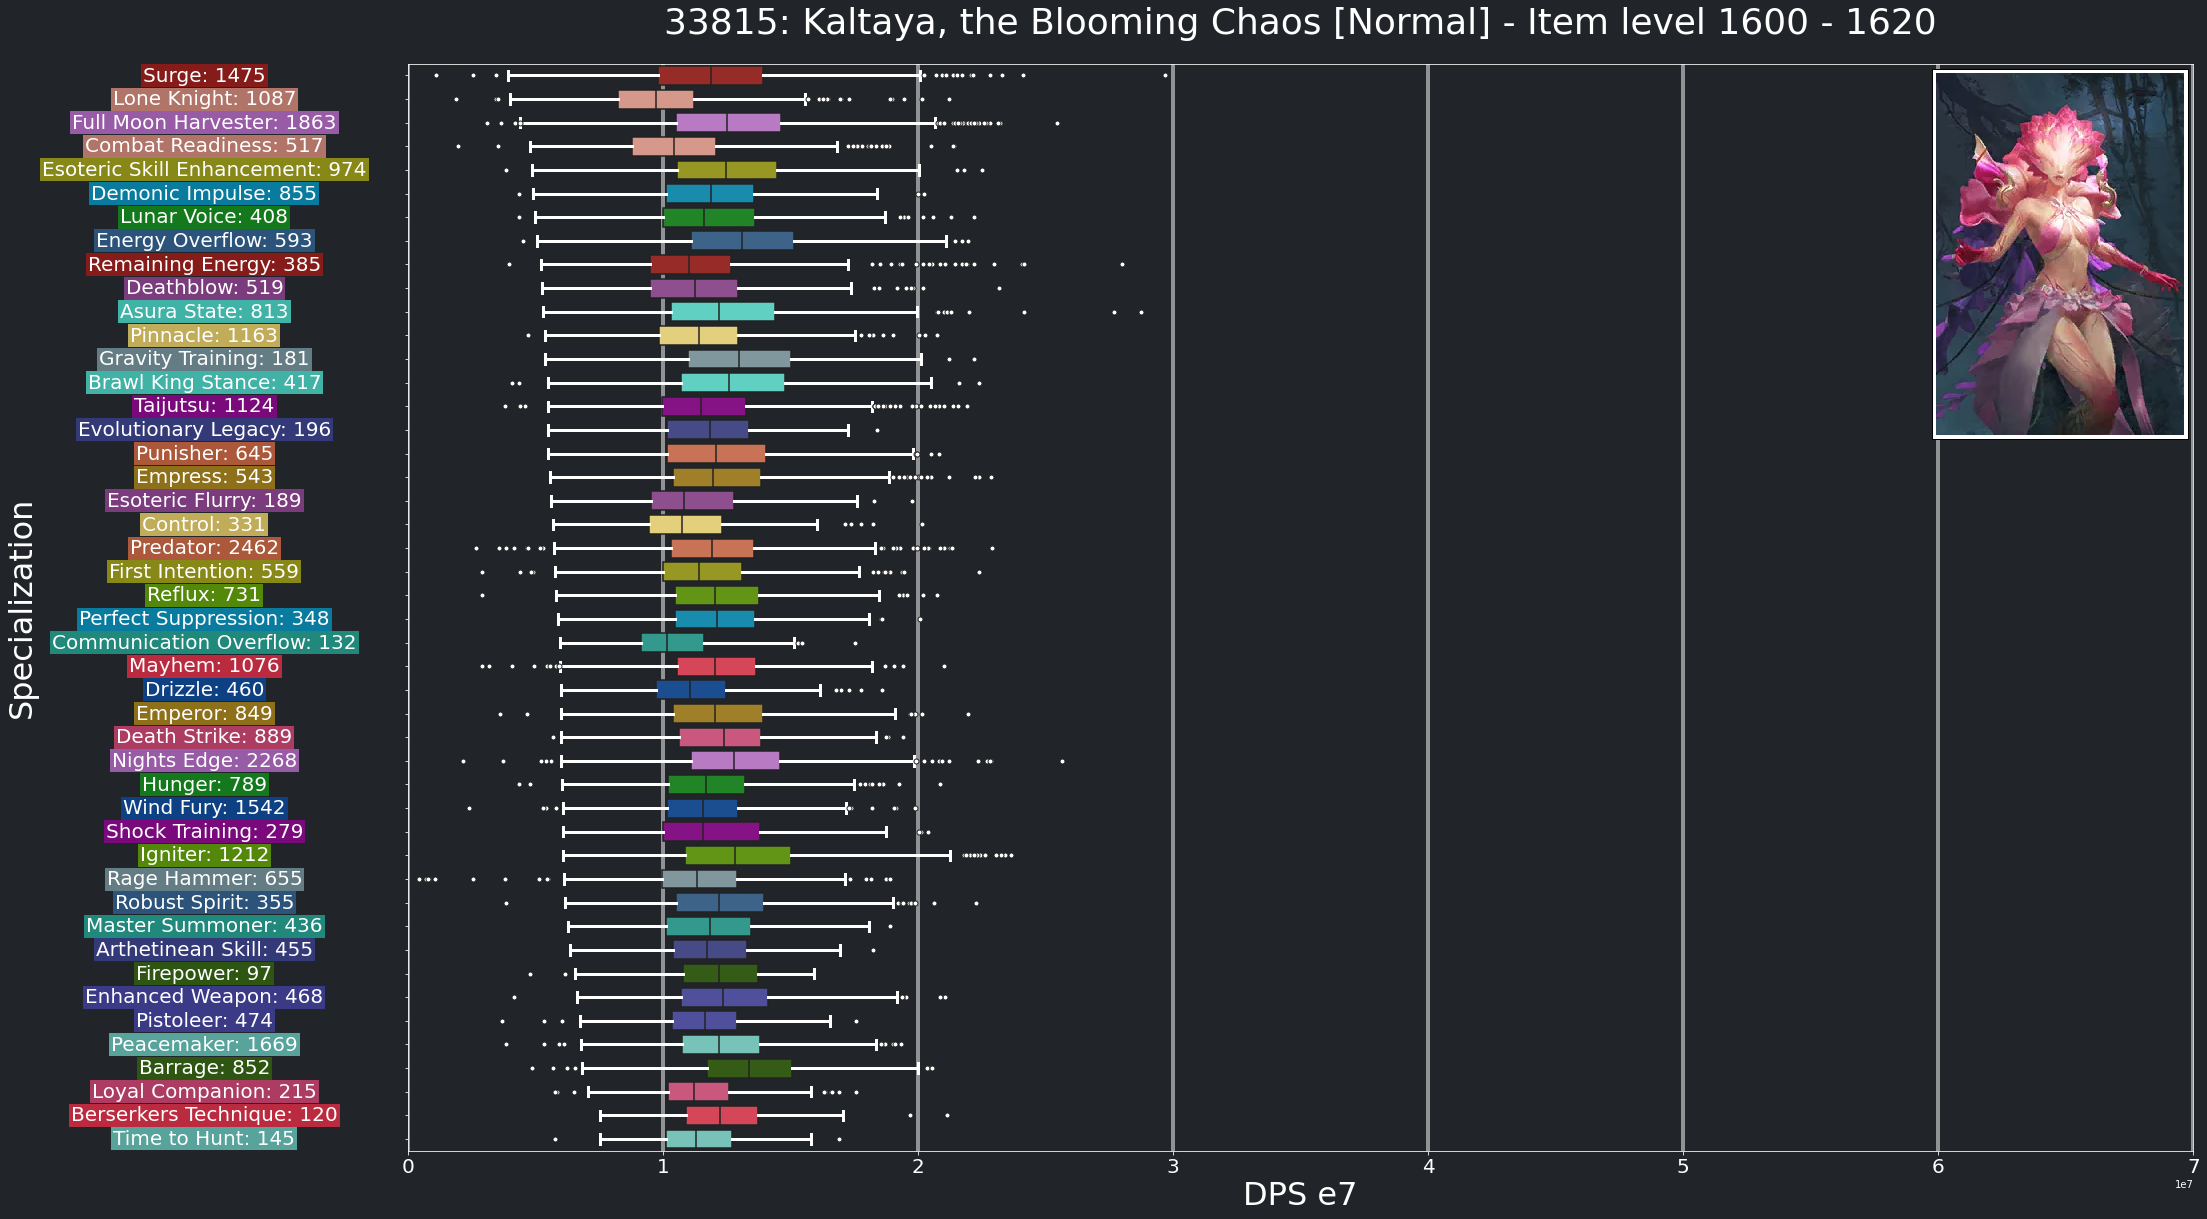 33815: Kaltaya, the Blooming Chaos [Normal] - Item level 1600 - 1620
Specialization
Surge: 1475
Lone Knight: 1087
Full Moon Harvester: 1863
Combat Readiness: 517
Esoteric Skill Enhancement: 974
Demonic Impulse: 855
Lunar Voice: 408
Energy Overflow: 593
Remaining Energy: 385
Deathblow: 519
Asura State: 813
Pinnacle: 1163
Gravity Training: 181
Brawl King Stance: 417
Taijutsu: 1124
Evolutionary Legacy: 196
Punisher: 645
Empress: 543
Esoteric Flurry: 189
Control: 331
Predator: 2462
First Intention: 559
Reflux: 731
Perfect Suppression: 348
Communication Overflow: 132
Mayhem: 1076
Drizzle: 460
Emperor: 849
Death Strike: 889
Nights Edge: 2268
Hunger: 789
Wind Fury: 1542
Shock Training: 279
Igniter: 1212
Rage Hammer: 655
Robust Spirit: 355
Master Summoner: 436
Arthetinean Skill: 455
Firepower: 97
Enhanced Weapon: 468
Pistoleer: 474
Peacemaker: 1669
Barrage: 852
Loyal Companion: 215
Berserkers Technique: 120
Time to Hunt: 145
0 1 2 3 4 5 6 7
1e7
DPS e7